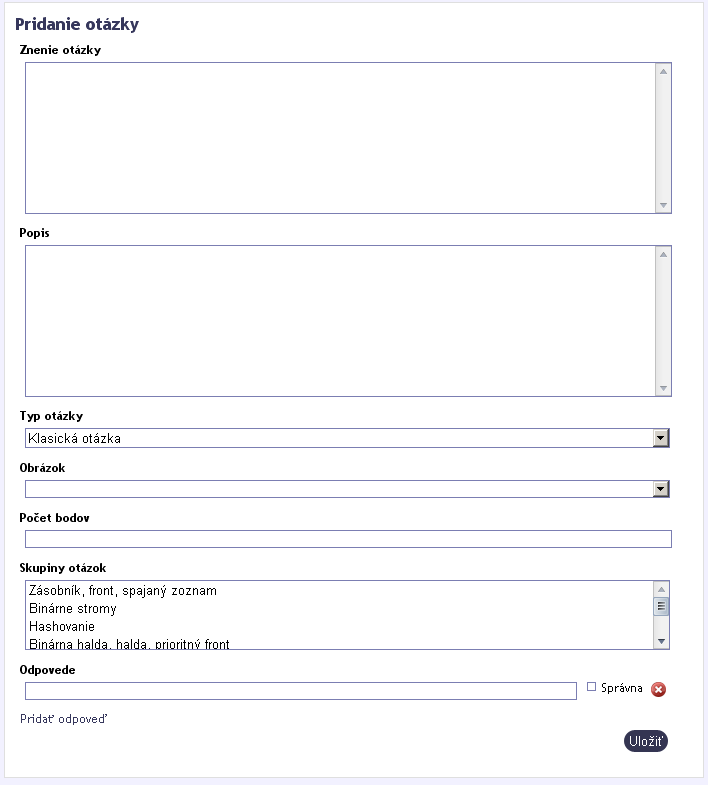 Pridanie otázky
Znenie otázky
Popis
Typ otázky
Klasická otázka
Obrázok
Počet bodov
Skupiny otázok
Zásobník, front, spajaný zoznam
Binárne stromy
Hashovanie
Binárna halda, halda, prioritný front
Odpovede
Správna
Pridať odpoveď
Uložiť